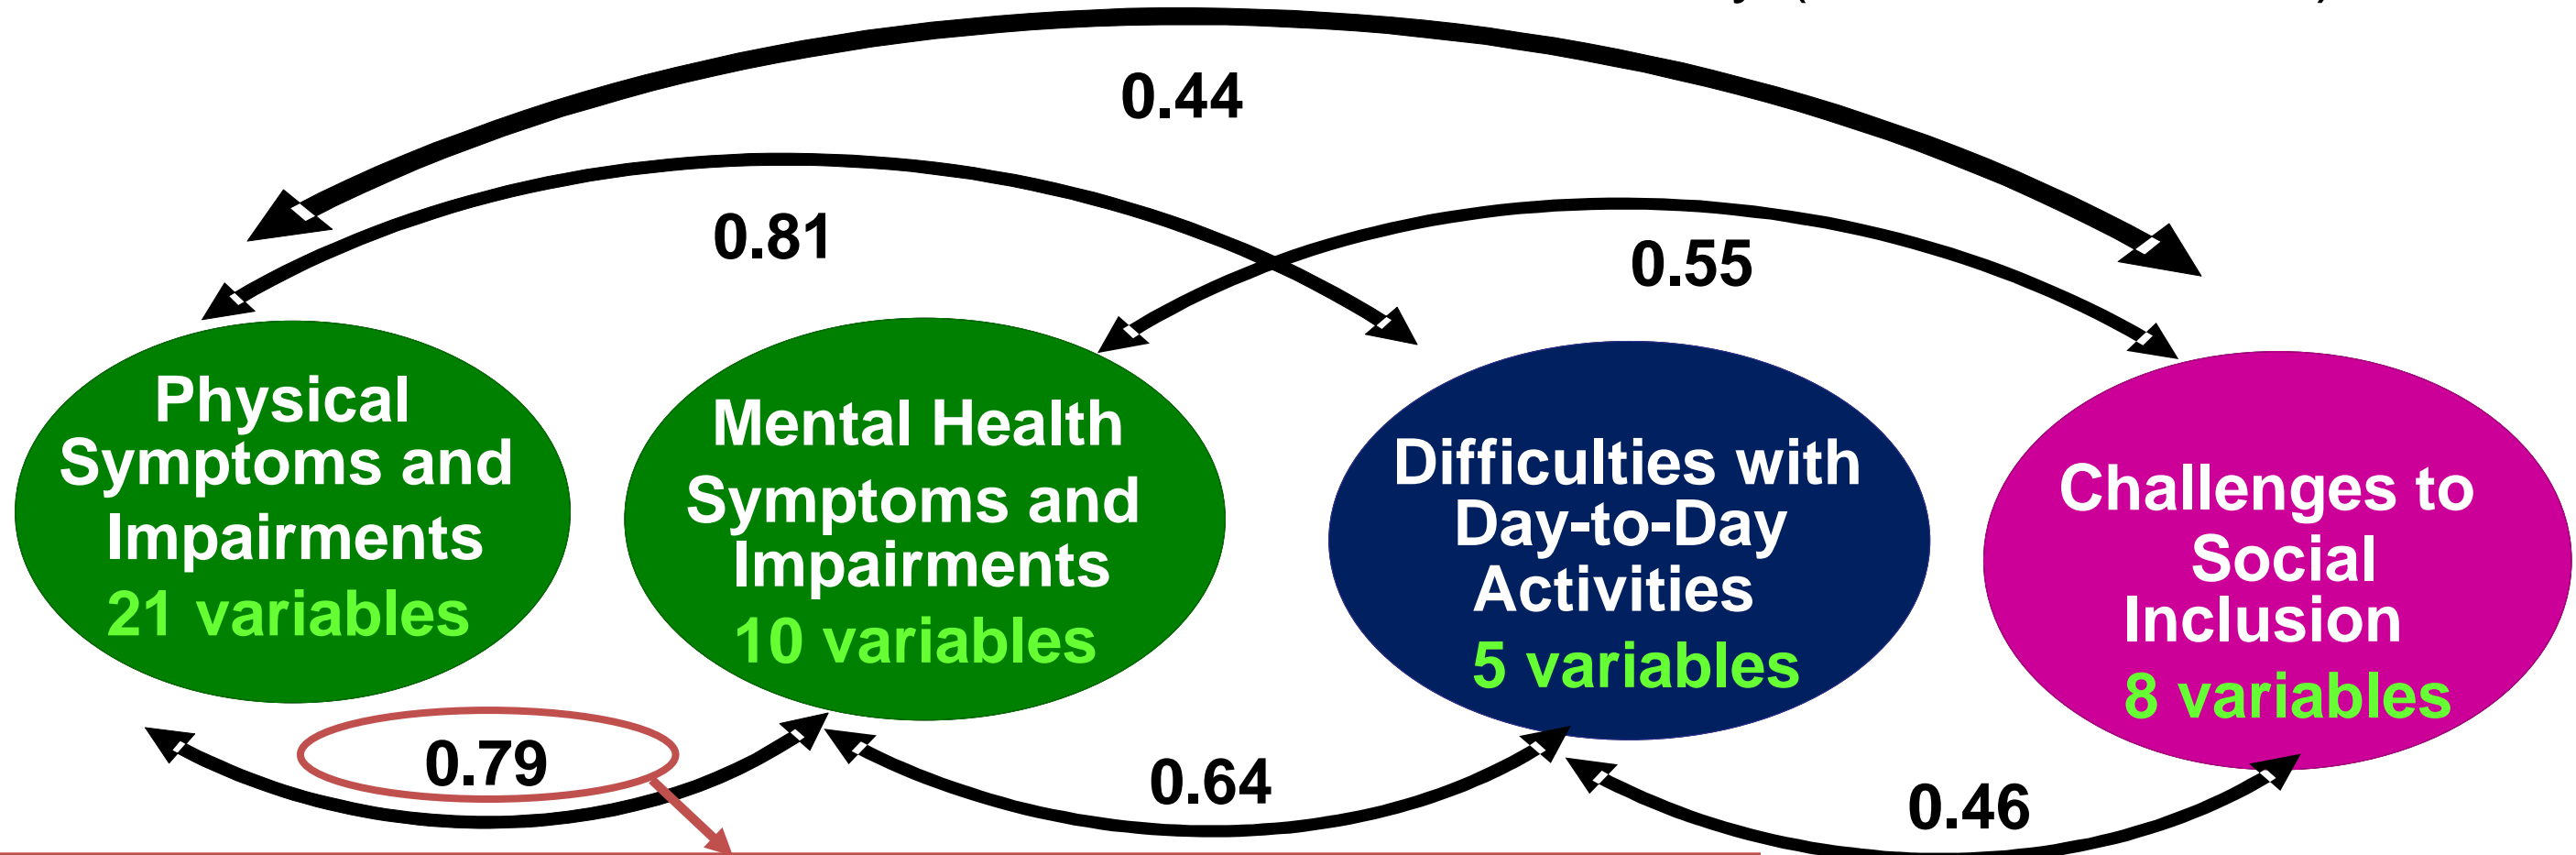 0.44
0.81
0.55
Physical
Symptoms and
Impairments
21 variables
Mental Health
Symptoms and
Impairments
10 variables
Difficulties with
Day-to-Day
Activities
5 variables
Challenges to
Social
Inclusion
8 variables
0.79
0.64
0.46